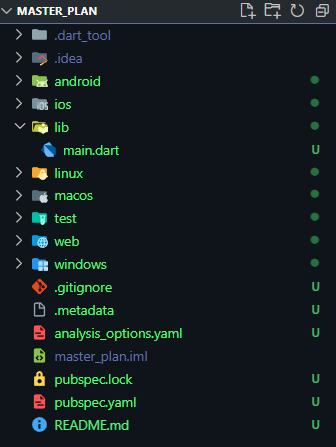 MASTER_PLAN
.dart_tool
.idea
android
ios
lib
main.dart U
linux
macos
test
web
windows
.gitignore U
.metadata U
analysis_options.yaml U
master_plan.iml
pubspec.lock U
pubspec.yaml U
README.md U